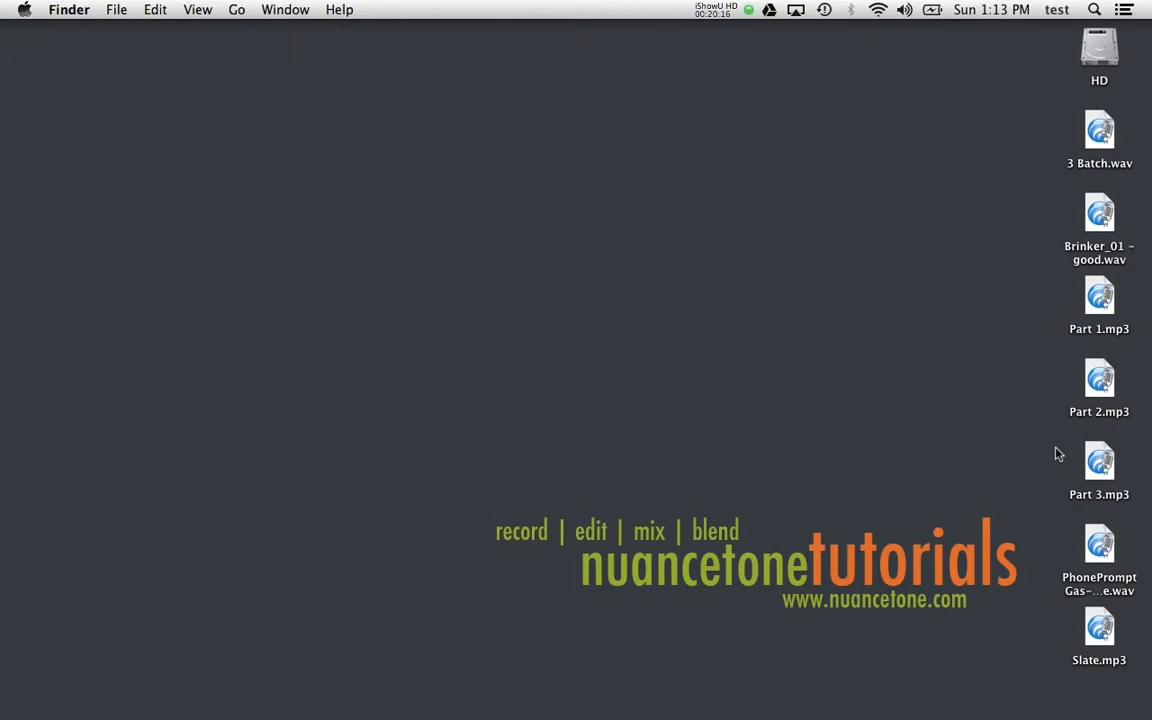 Finder File Edit View Go Window Help iShowU HD 00:20:16 Sun 1:13 PM test
HD
3 Batch.wav
Brinker_01 -
good.wav
Part 1.mp3
Part 2.mp3
Part 3.mp3
record | edit | mix | blend
nuancetonetutorials
www.nuancetone.com
PhonePrompt
Gas-...e.wav
Slate.mp3